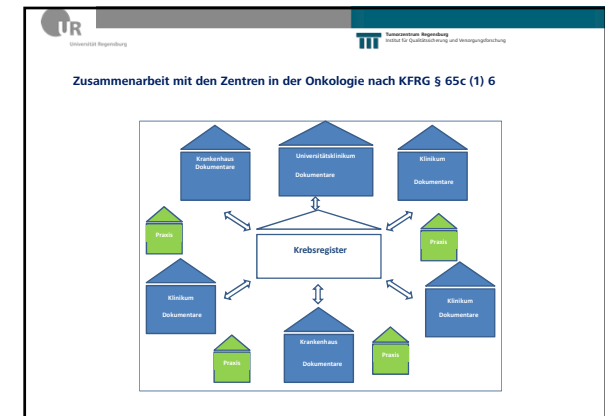 UR
Universität Regensburg
Tumorzentrum Regensburg
Institut für Qualitätssicherung und Versorgungsforschung
Zusammenarbeit mit den Zentren in der Onkologie nach KFRG § 65c (1) 6
Krankenhaus
Dokumentare
Universitätsklinikum
Dokumentare
Klinikum
Dokumentare
Praxis
Krebsregister
Praxis
Klinikum
Dokumentare
Klinikum
Dokumentare
Praxis
Krankenhaus
Dokumentare
Praxis